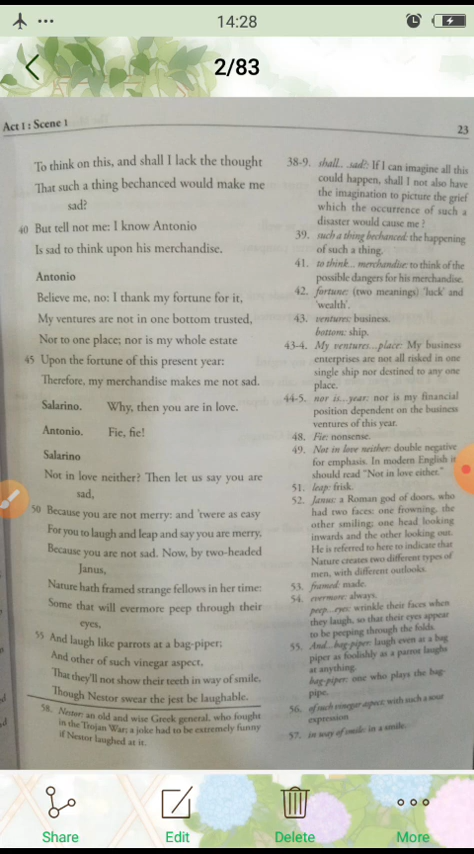 14:28
2/83
Act 1 : Scene 1
23
To think on this, and shall I lack the thought
That such a thing bechanced would make me
sad?
40 But tell not me: I know Antonio
Is sad to think upon his merchandise.
Antonio
Believe me, no: I thank my fortune for it,
My ventures are not in one bottom trusted,
Nor to one place; nor is my whole estate
45 Upon the fortune of this present year:
Therefore, my merchandise makes me not sad.
Salarino. Why, then you are in love.
Antonio. Fie, fie!
Salarino
Not in love neither? Then let us say you are
sad,
50 Because you are not merry: and 'twere as easy
For you to laugh and leap and say you are merry,
Because you are not sad. Now, by two-headed
Janus,
Nature hath framed strange fellows in her time:
Some that will evermore peep through their
eyes,
55 And laugh like parrots at a bag-piper;
And other of such vinegar aspect,
That they'll not show their teeth in way of smile,
Though Nestor swear the jest be laughable.
58. Nestor: an old and wise Greek general, who fought
in the Trojan War; a joke had to be extremely funny
if Nestor laughed at it.
38-9. shall.. .sad?: If I can imagine all this
could happen, shall I not also have
the imagination to picture the grief
which the occurrence of such a
disaster would cause me ?
39. such a thing bechanced: the happening
of such a thing.
41. to think... merchandise: to think of the
possible dangers for his merchandise.
42. fortune: (two meanings) 'luck' and
'wealth'.
43. ventures: business.
bottom: ship.
43-4. My ventures...place: My business
enterprises are not all risked in one
single ship nor destined to any one
place.
44-5. nor is...year: nor is my financial
position dependent on the business
ventures of this year.
48. Fie: nonsense.
49. Not in love neither: double negative
for emphasis. In modern English it
should read "Not in love either."
51. leap: frisk.
52. Janus: a Roman god of doors, who
had two faces: one frowning, the
other smiling; one head looking
inwards and the other looking out.
He is referred to here to indicate that
Nature creates two different types of
men, with different outlooks.
53. framed: made.
54. evermore: always.
peep...eyes: wrinkle their faces when
they laugh, so that their eyes appear
to be peeping through the folds.
55. And...bag-piper: laugh even at a bag
piper as foolishly as a parrot laughs
at anything.
bag-piper: one who plays the bag-
pipe.
56. of such vinegar aspect: with such a sour
expression
57. in way of smile: in a smile.
Share
Edit
Delete
More